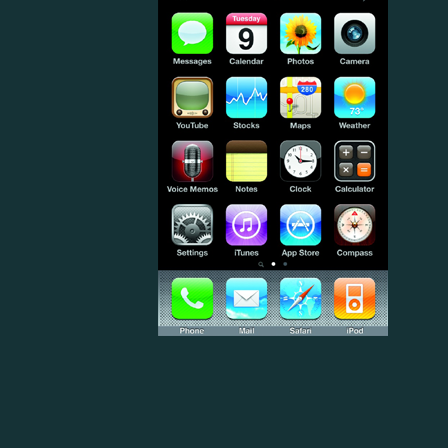 Tuesday
9
Messages Calendar Photos Camera
280
73°
YouTube Stocks Maps Weather
Voice Memos Notes Clock Calculator
Settings iTunes App Store Compass
Phone Mail Safari iPod